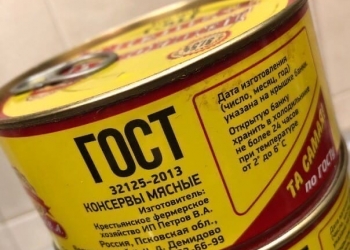 ГОСТ
32125-2013
КОНСЕРВЫ МЯСНЫЕ
Изготовитель:
Крестьянское фермерское
хозяйство ИП Петров В.А.
Россия, Псковская обл.,
д. Демидово
Дата изготовления
(число, месяц, год)
указана на крышке банки.
Открытую банку
хранить в холодильнике
не более 24 часов
при температуре
от 2° до 6°С
ТА САМАЯ
ПО ГОСТУ